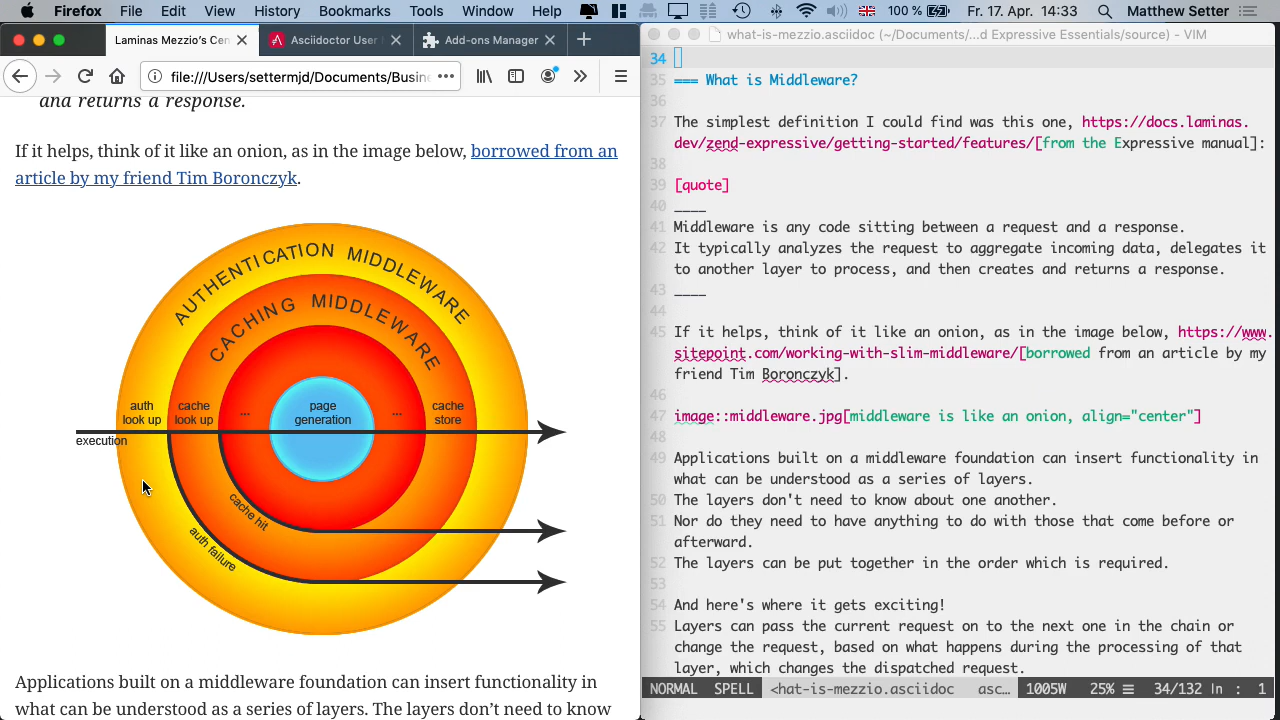 Firefox File Edit View History Bookmarks Tools Window Help 100 % Fr. 17. Apr. 14:33 Matthew Setter
Laminas Mezzio's Cen
Asciidoctor User
Add-ons Manager
file:///Users/settermjd/Documents/Busine
and returns a response.
If it helps, think of it like an onion, as in the image below, borrowed from an
article by my friend Tim Boronczyk.
AUTHENTICATION MIDDLEWARE
CACHING MIDDLEWARE
auth
look up
cache
look up
...
page
generation
...
cache
store
execution
cache hit
auth failure
Applications built on a middleware foundation can insert functionality in
what can be understood as a series of layers. The layers don't need to know
what-is-mezzio.asciidoc (~/Documents/...d Expressive Essentials/source) - VIM
34
35 === What is Middleware?
36
37 The simplest definition I could find was this one, https://docs.laminas.
dev/zend-expressive/getting-started/features/[from the Expressive manual]:
38
39 [quote]
40 ____
41 Middleware is any code sitting between a request and a response.
42 It typically analyzes the request to aggregate incoming data, delegates it
to another layer to process, and then creates and returns a response.
43 ____
44
45 If it helps, think of it like an onion, as in the image below, https://www.
sitepoint.com/working-with-slim-middleware/[borrowed from an article by my
friend Tim Boronczyk].
46
47 image::middleware.jpg[middleware is like an onion, align="center"]
48
49 Applications built on a middleware foundation can insert functionality in
what can be understood as a series of layers.
50 The layers don't need to know about one another.
51 Nor do they need to have anything to do with those that come before or
afterward.
52 The layers can be put together in the order which is required.
53
54 And here's where it gets exciting!
55 Layers can pass the current request on to the next one in the chain or
change the request, based on what happens during the processing of that
layer, which changes the dispatched request.
NORMAL SPELL <hat-is-mezzio.asciidoc asc... 1005W 25% ☰ 34/132 ln : 1